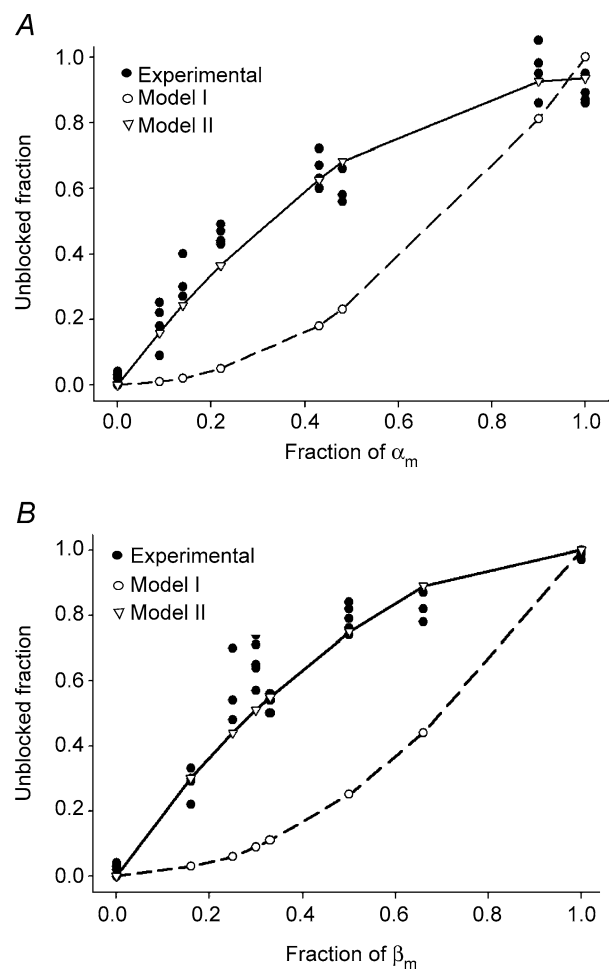 A
1.0
0.8
0.6
0.4
0.2
0.0
Unblocked fraction
Experimental
Model I
Model II
0.0 0.2 0.4 0.6 0.8 1.0
Fraction of αm
B
1.0
0.8
0.6
0.4
0.2
0.0
Unblocked fraction
Experimental
Model I
Model II
0.0 0.2 0.4 0.6 0.8 1.0
Fraction of βm